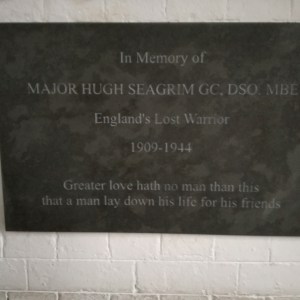 In Memory of
MAJOR HUGH SEAGRIM GC, DSO, MBE
England's Lost Warrior
1909-1944
Greater love hath no man than this
that a man lay down his life for his friends